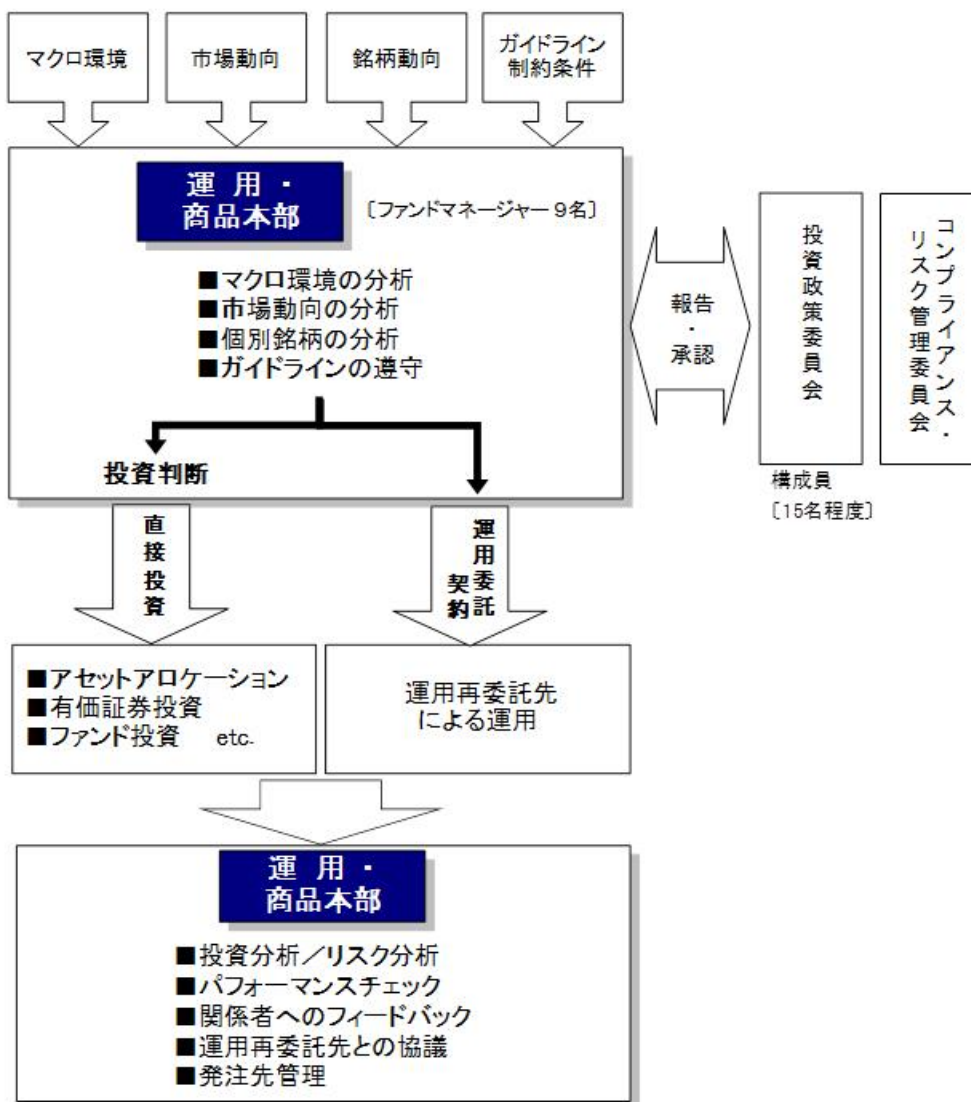 マクロ環境
市場動向
銘柄動向
ガイドライン
制約条件
運 用 ・
商品本部
〔ファンドマネージャー9名〕
■マクロ環境の分析
■市場動向の分析
■個別銘柄の分析
■ガイドラインの遵守
投資判断
報告
・
承認
投資政策委員会
コンプライアンス・
リスク管理委員会
構成員
〔15名程度〕
直接投資
運用委託
契約
■アセットアロケーション
■有価証券投資
■ファンド投資 etc.
運用再委託先
による運用
運 用 ・
商品本部
■投資分析／リスク分析
■パフォーマンスチェック
■関係者へのフィードバック
■運用再委託先との協議
■発注先管理